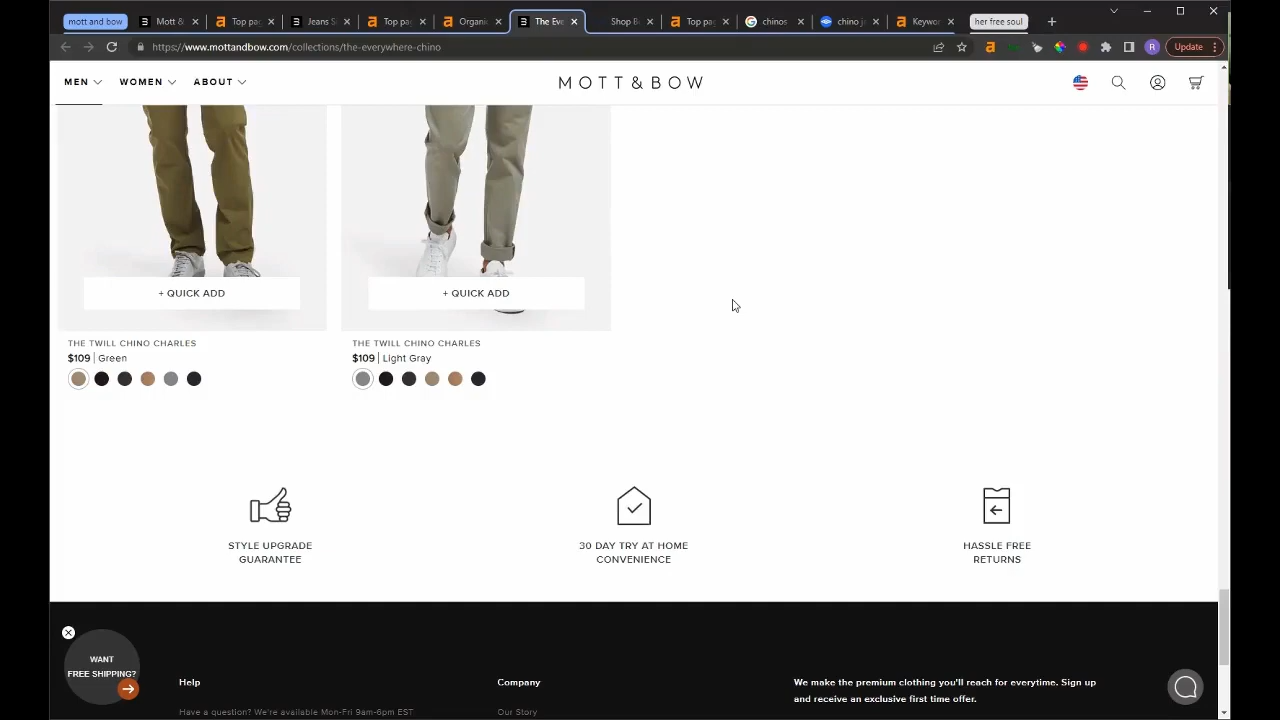 mott and bow
Mott &
Top pac
Jeans S
Top pac
Organi
The Eve
Shop B
Top pac
chinos
chino j
Keywor
her free soul
https://www.mottandbow.com/collections/the-everywhere-chino
R
Update
MEN
WOMEN
ABOUT
MOTT & BOW
+ QUICK ADD
+ QUICK ADD
THE TWILL CHINO CHARLES
$109 | Green
THE TWILL CHINO CHARLES
$109 | Light Gray
STYLE UPGRADE
GUARANTEE
30 DAY TRY AT HOME
CONVENIENCE
HASSLE FREE
RETURNS
WANT
FREE SHIPPING?
Help
Company
We make the premium clothing you'll reach for everytime. Sign up
and receive an exclusive first time offer.
Have a question? We're available Mon-Fri 9am-6pm EST
Our Story